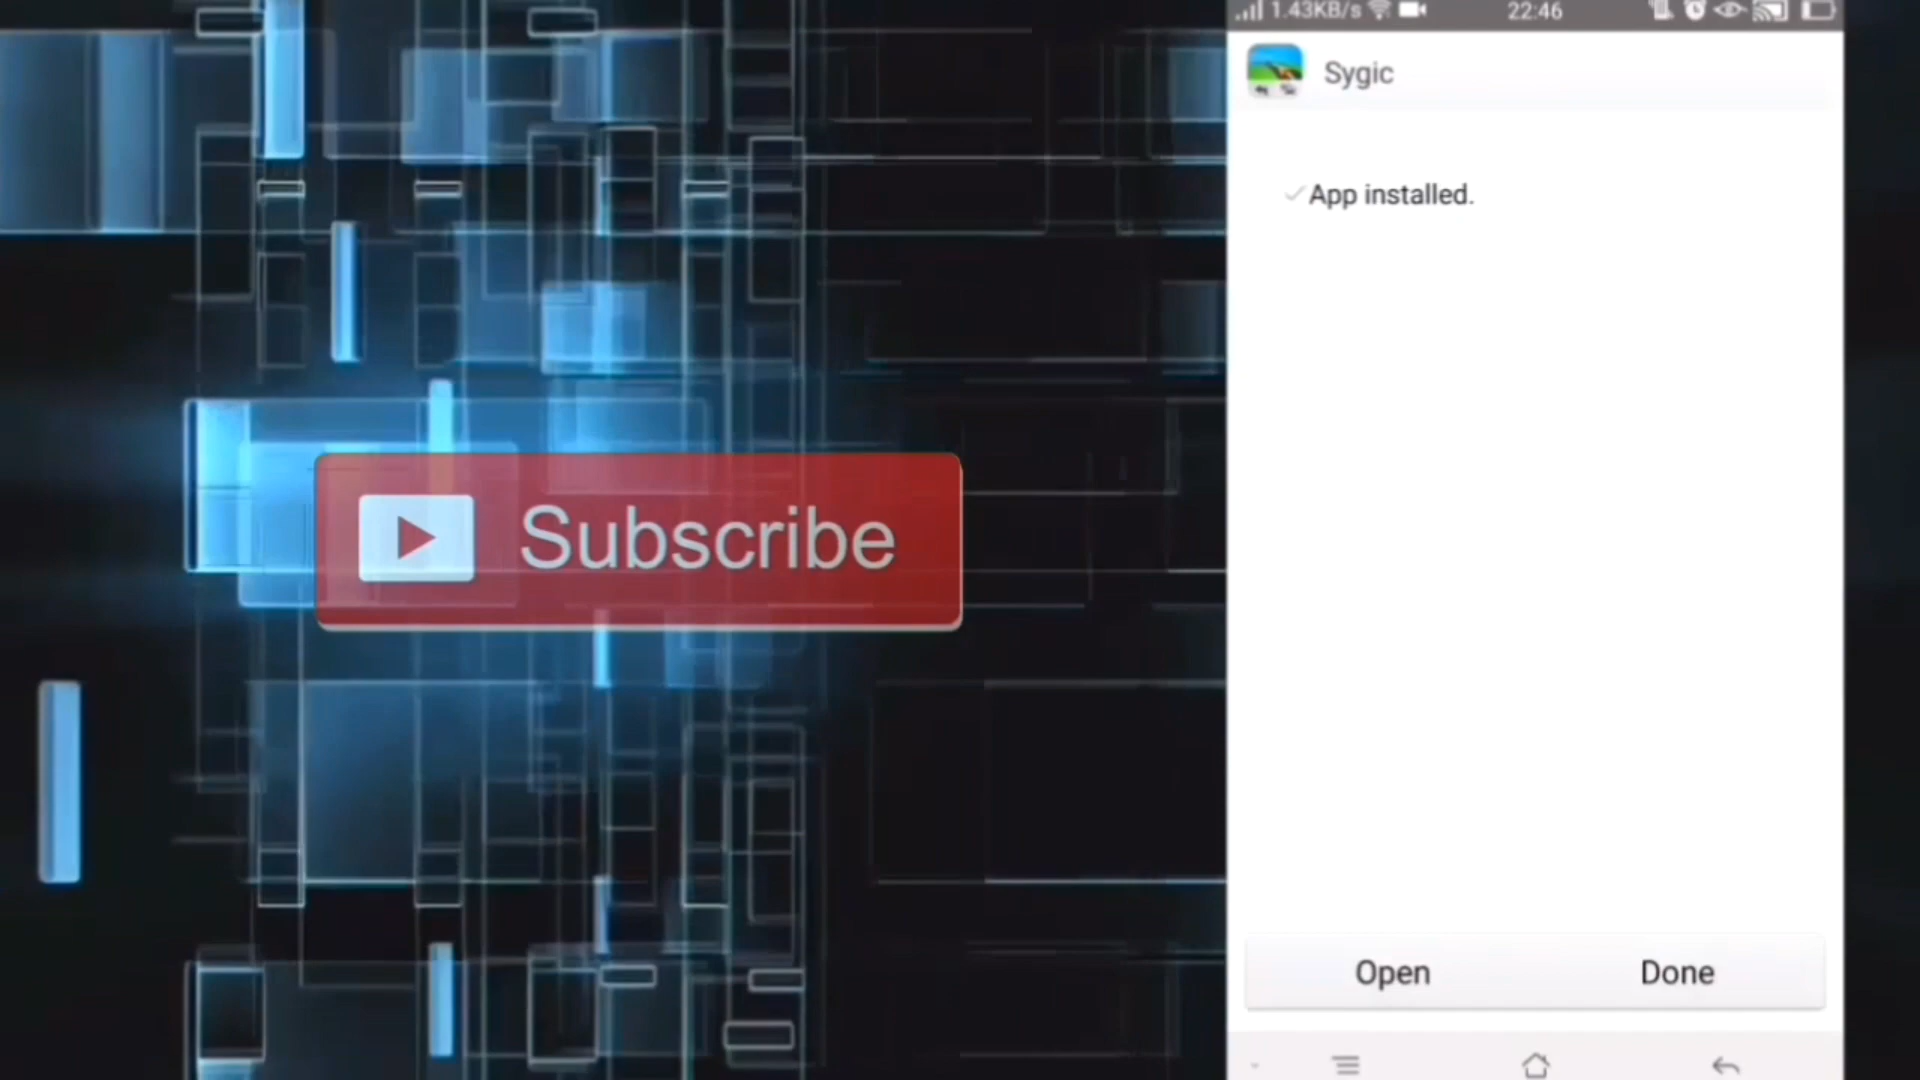 1.43KB/s
22:46
Sygic
App installed.
Subscribe
Open
Done